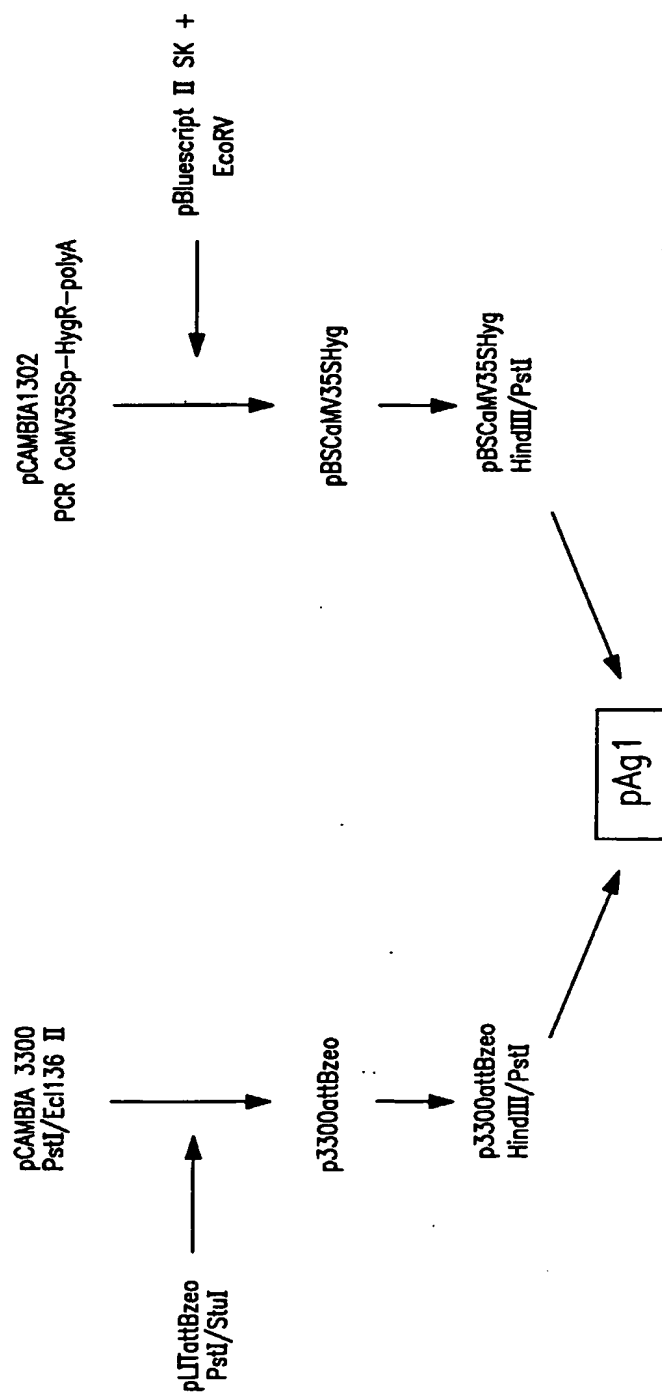 pCAMBIA 3300
PstI/Ecl136 II
pLITattBzeo
PstI/StuI
p3300attBzeo
p3300attBzeo
HindIII/PstI
pCAMBIA1302
PCR CaMV35Sp-HygR-polyA
pBluescript II SK +
EcoRV
pBSCaMV35SHyg
pBSCaMV35SHyg
HindIII/PstI
pAg1